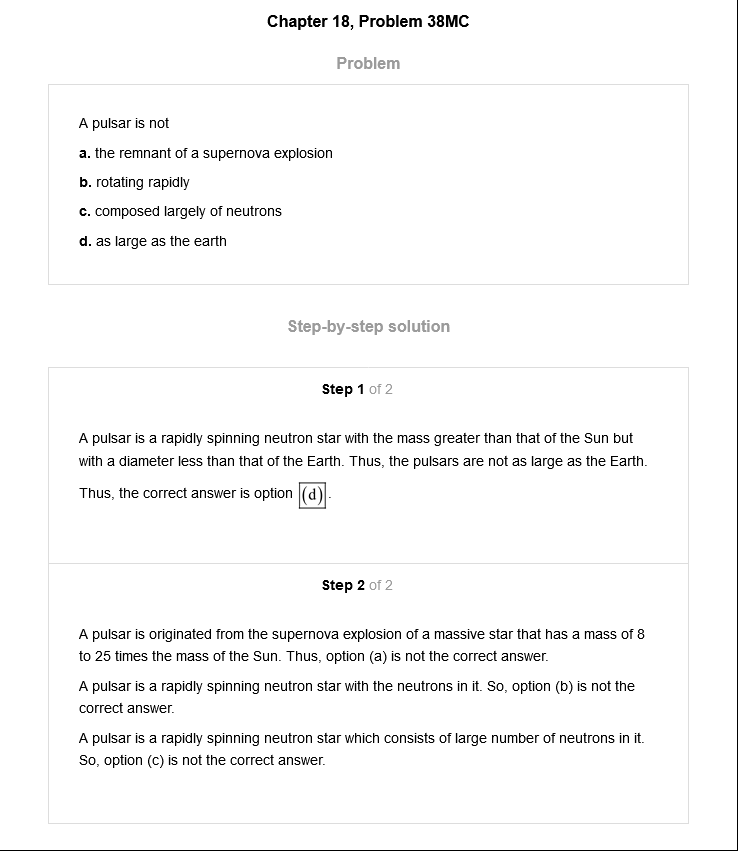 Chapter 18, Problem 38MC
Problem
A pulsar is not
a. the remnant of a supernova explosion
b. rotating rapidly
c. composed largely of neutrons
d. as large as the earth
Step-by-step solution
Step 1 of 2
A pulsar is a rapidly spinning neutron star with the mass greater than that of the Sun but
with a diameter less than that of the Earth. Thus, the pulsars are not as large as the Earth.
Thus, the correct answer is option (d).
Step 2 of 2
A pulsar is originated from the supernova explosion of a massive star that has a mass of 8
to 25 times the mass of the Sun. Thus, option (a) is not the correct answer.
A pulsar is a rapidly spinning neutron star with the neutrons in it. So, option (b) is not the
correct answer.
A pulsar is a rapidly spinning neutron star which consists of large number of neutrons in it.
So, option (c) is not the correct answer.